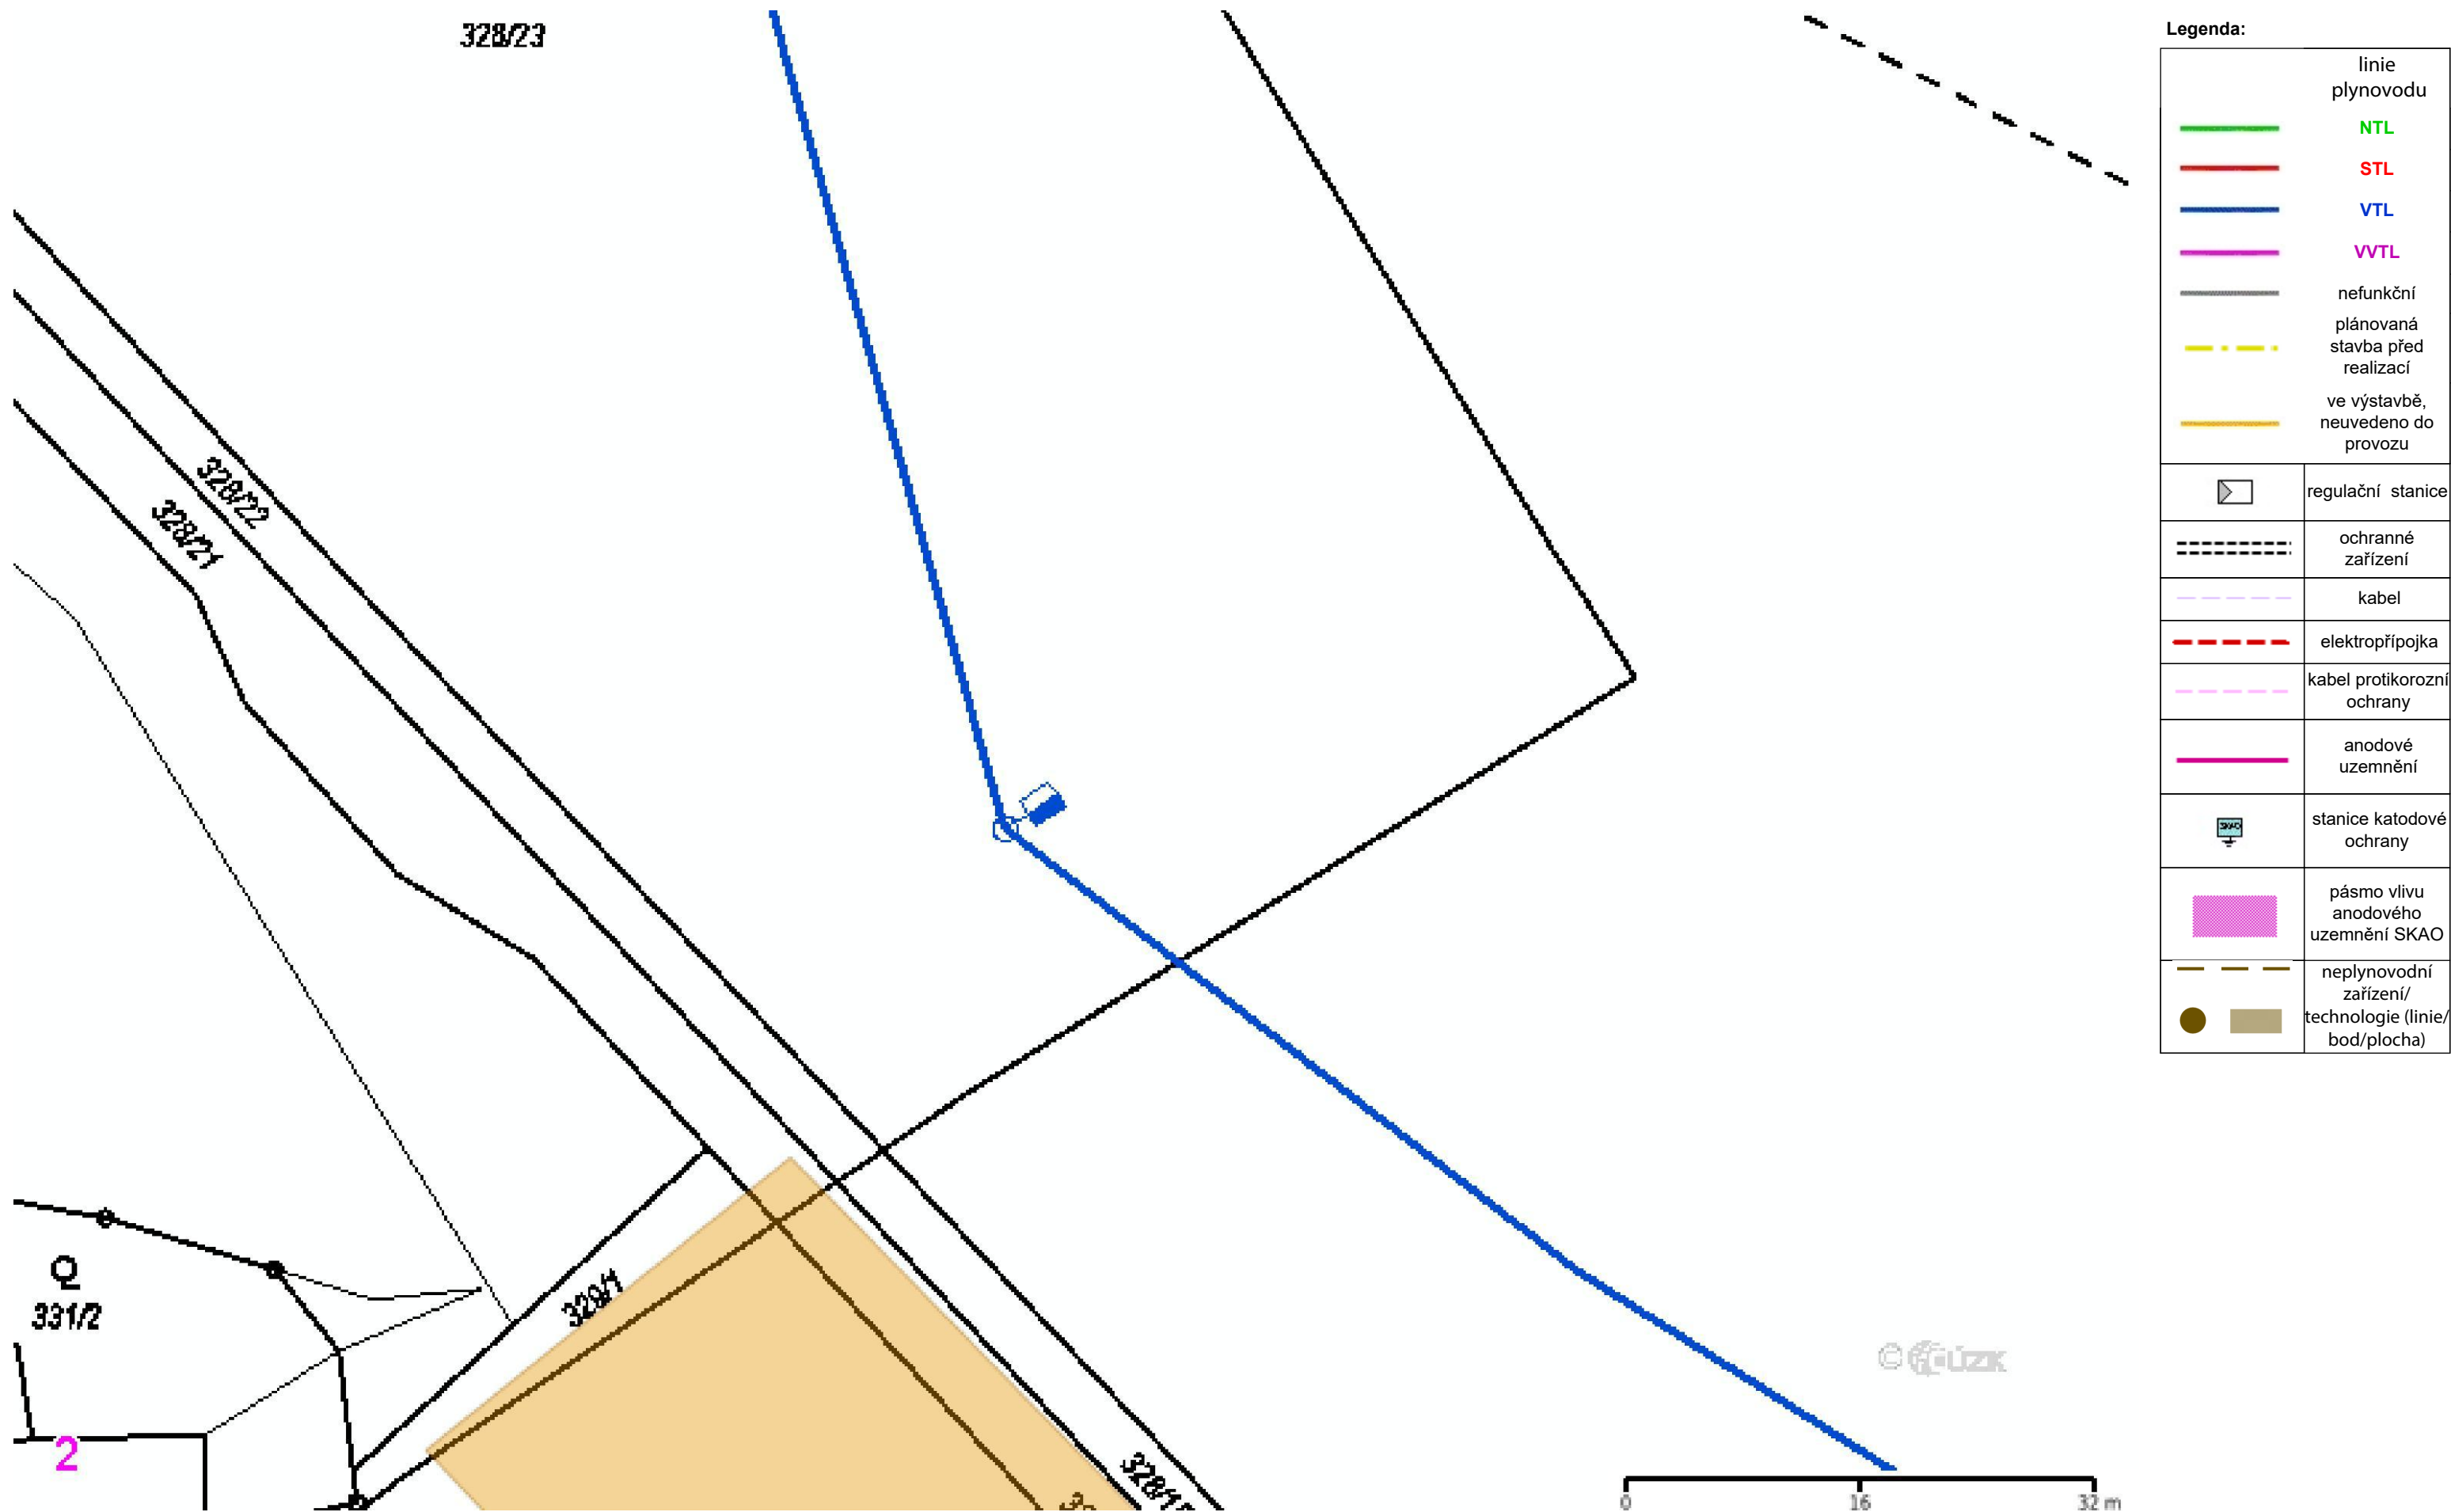 328/23
328/22
328/21
329/1
Q
331/2
2
© ČÚZK
0 16 32 m
Legenda:
linie
plynovodu
NTL
STL
VTL
VVTL
nefunkční
plánovaná
stavba před
realizací
ve výstavbě,
neuvedeno do
provozu
regulační stanice
ochranné
zařízení
kabel
elektropřípojka
kabel protikorozní
ochrany
anodové
uzemnění
SKAO
stanice katodové
ochrany
pásmo vlivu
anodového
uzemnění SKAO
neplynovodní
zařízení/
technologie (linie/
bod/plocha)